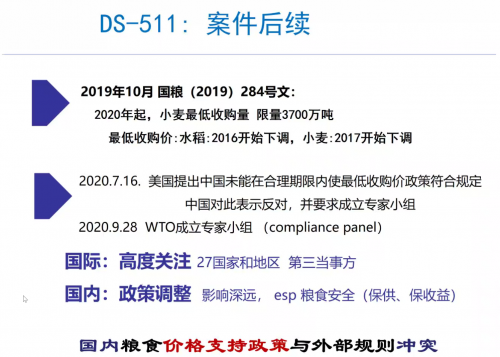 DS-511: 案件后续
2019年10月 国粮（2019）284号文：
2020年起，小麦最低收购量 限量3700万吨
最低收购价:水稻:2016开始下调，小麦:2017开始下调
2020.7.16. 美国提出中国未能在合理期限内使最低收购价政策符合规定
中国对此表示反对，并要求成立专家小组
2020.9.28 WTO成立专家小组 （compliance panel）
国际：高度关注 27国家和地区 第三当事方
国内：政策调整 影响深远， esp 粮食安全（保供、保收益）
国内粮食价格支持政策与外部规则冲突